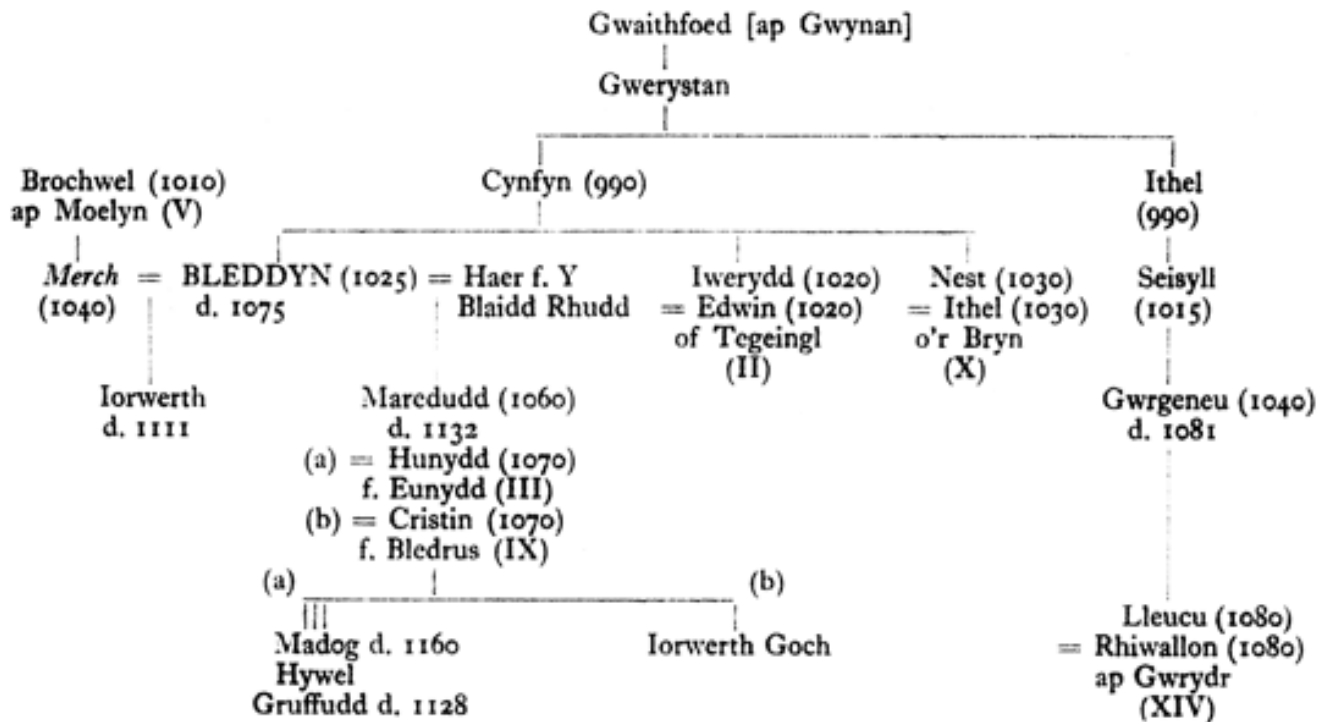 Gwaithfoed [ap Gwynan]
Gwerystan
Brochwel (1010)
ap Moelyn (V)
Cynfyn (990)
Ithel
(990)
Merch = BLEDDYN (1025) = Haer f. Y
(1040) d. 1075 Blaidd Rhudd
Iwerydd (1020)
= Edwin (1020)
of Tegeingl
(II)
Nest (1030)
= Ithel (1030)
o'r Bryn
(X)
Seisyll
(1015)
Iorwerth
d. 1111
Maredudd (1060)
d. 1132
(a) = Hunydd (1070)
f. Eunydd (III)
(b) = Cristin (1070)
f. Bledrus (IX)
Gwrgeneu (1040)
d. 1081
(a) (b)
Madog d. 1160
Hywel
Gruffudd d. 1128
Iorwerth Goch
Lleucu (1080)
= Rhiwallon (1080)
ap Gwrydr
(XIV)